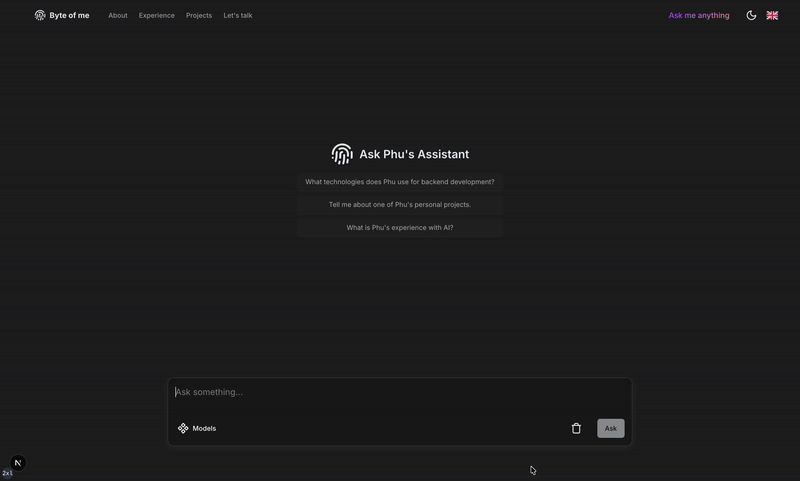 Byte of me
About
Experience
Projects
Let's talk
Ask me anything
Ask Phu's Assistant
What technologies does Phu use for backend development?
Tell me about one of Phu's personal projects.
What is Phu's experience with AI?
Ask something...
Models
Ask
N
2xl